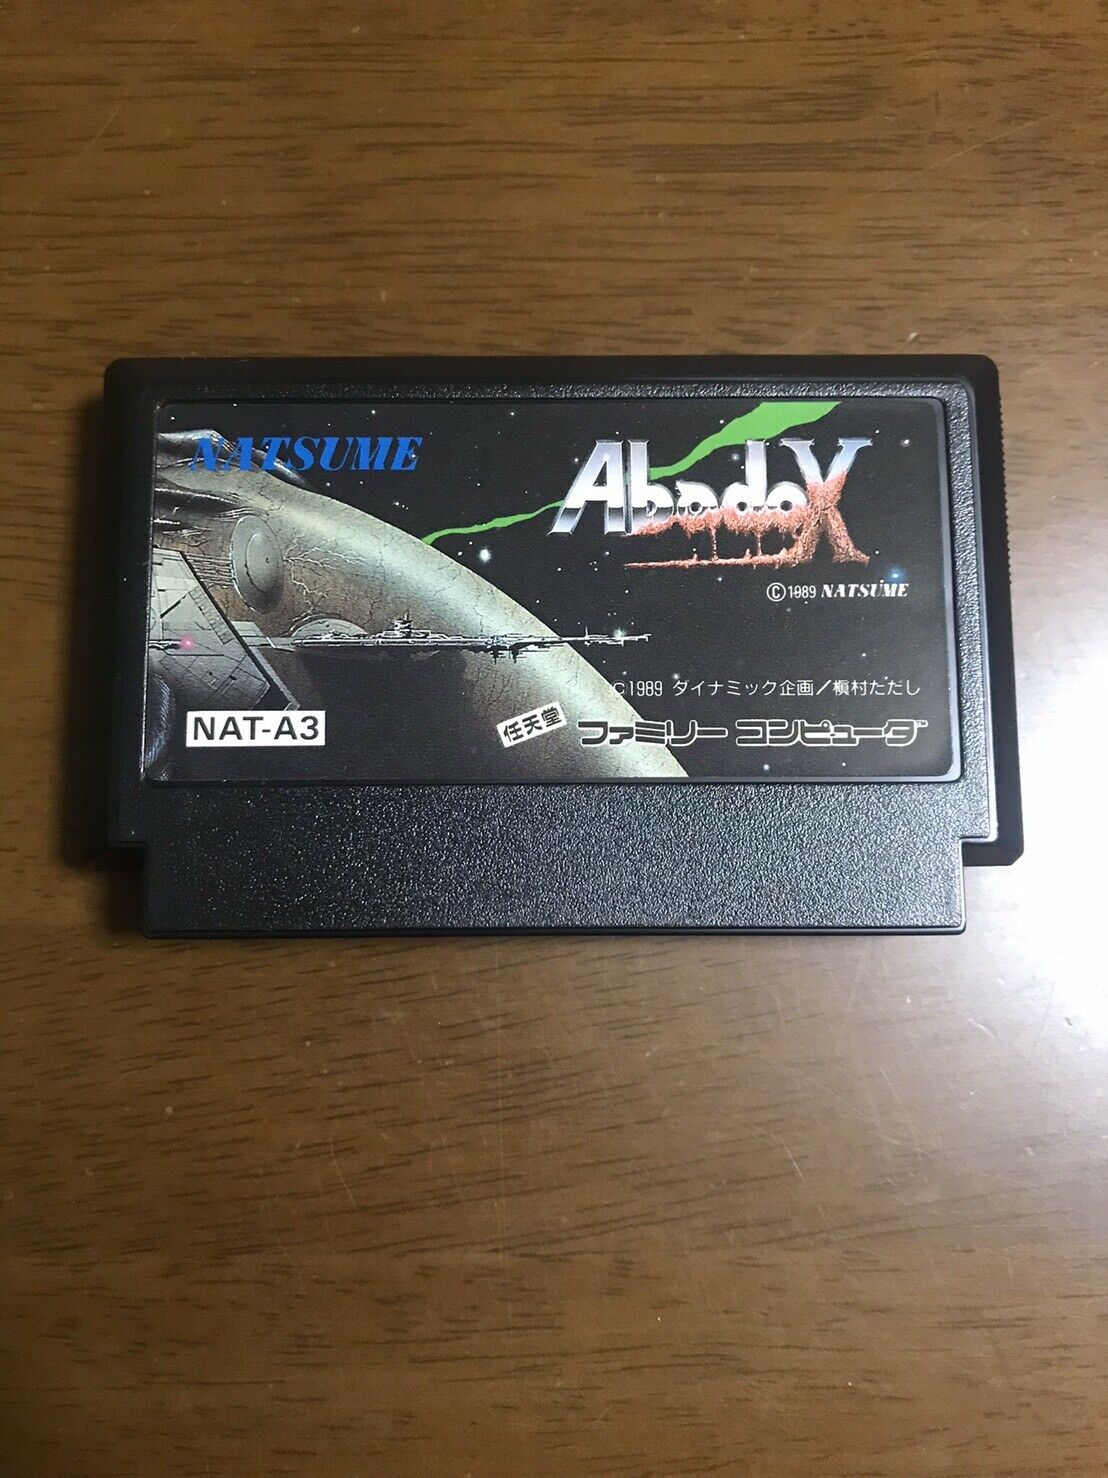 NATSUME
AbadoX
©1989 NATSUME
©1989 ダイナミック企画/槇村ただし
NAT-A3
任天堂 ファミリー コンピュータ